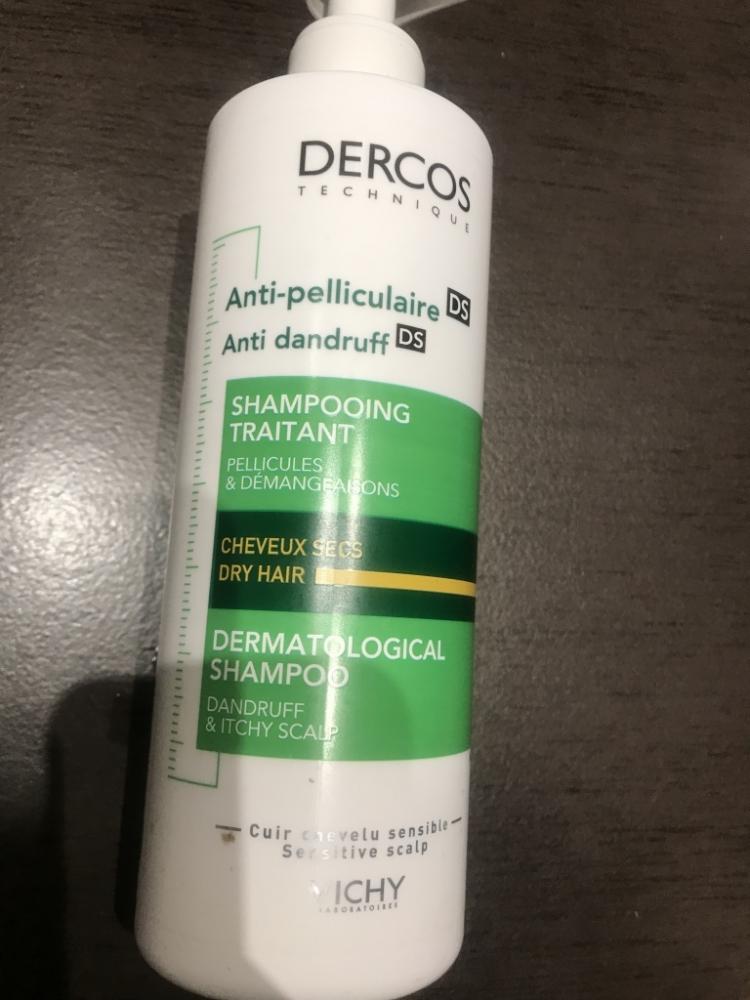 DERCOS
TECHNIQUE
Anti-pelliculaire DS
Anti dandruff DS
SHAMPOOING
TRAITANT
PELLICULES
& DÉMANGEAISONS
CHEVEUX SECS
DRY HAIR
DERMATOLOGICAL
SHAMPOO
DANDRUFF
& ITCHY SCALP
Cuir chevelu sensible
Sensitive scalp
VICHY
LABORATOIRES